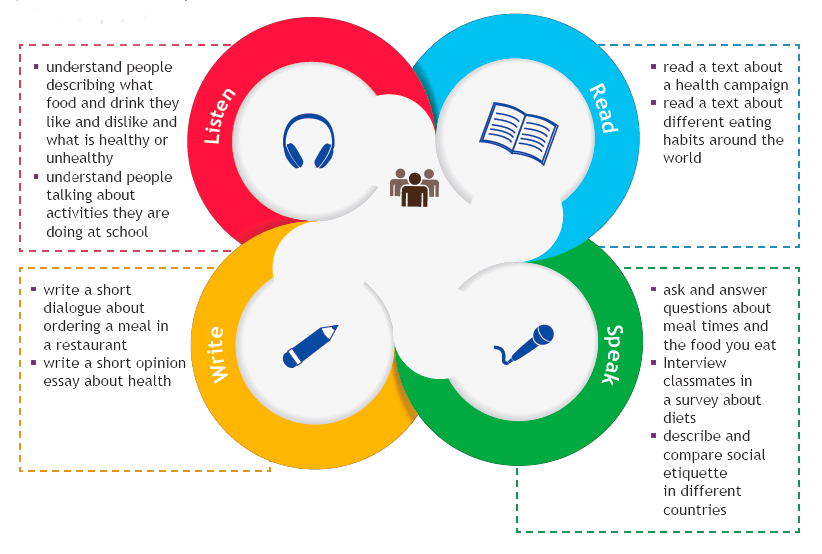 Listen
▪ understand people
describing what
food and drink they
like and dislike and
what is healthy or
unhealthy
▪ understand people
talking about
activities they are
doing at school
Read
▪ read a text about
a health campaign
▪ read a text about
different eating
habits around the
world
Write
▪ write a short
dialogue about
ordering a meal in
a restaurant
▪ write a short opinion
essay about health
Speak
▪ ask and answer
questions about
meal times and
the food you eat
▪ Interview
classmates in
a survey about
diets
▪ describe and
compare social
etiquette
in different
countries